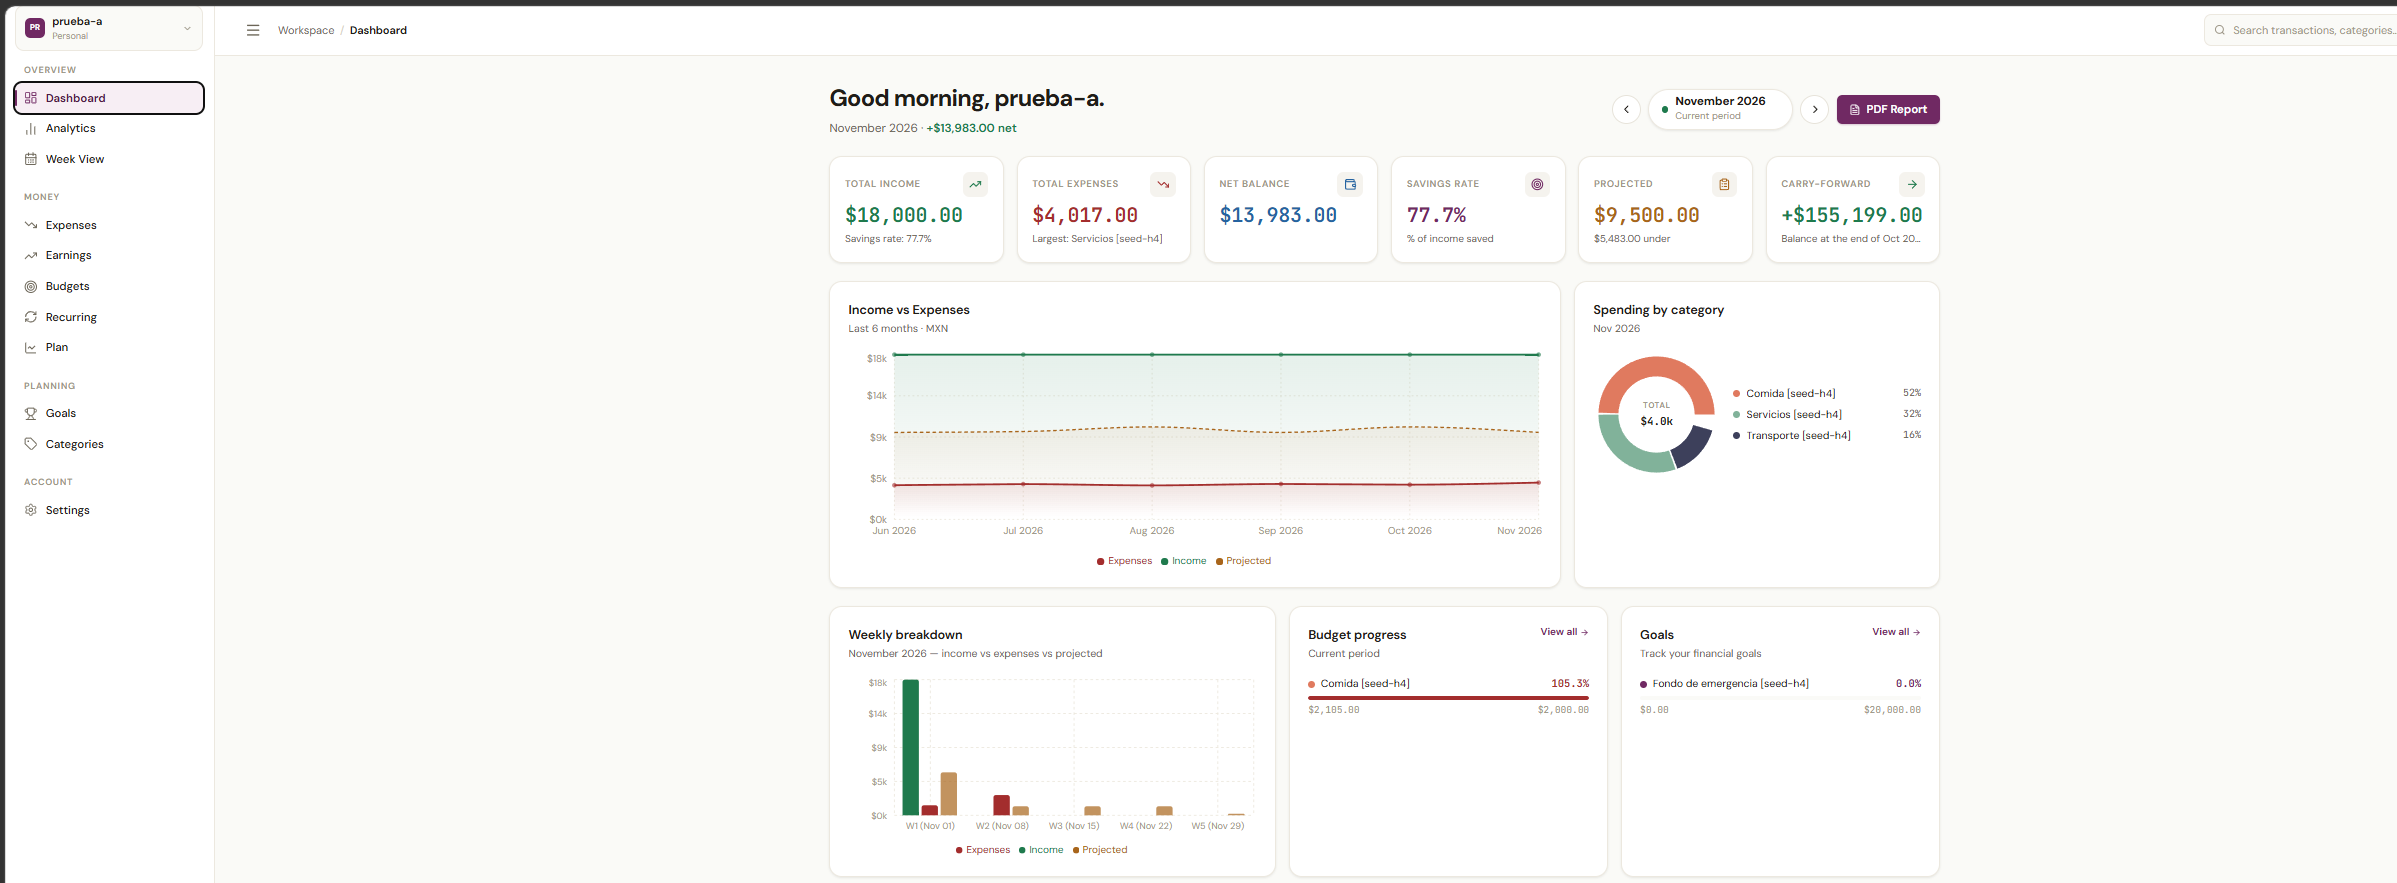 PR
prueba-a
Personal
OVERVIEW
Dashboard
Analytics
Week View
MONEY
Expenses
Earnings
Budgets
Recurring
Plan
PLANNING
Goals
Categories
ACCOUNT
Settings
Workspace / Dashboard
Search transactions, categories...
Good morning, prueba-a.
November 2026 · +$13,983.00 net
November 2026
Current period
PDF Report
TOTAL INCOME
$18,000.00
Savings rate: 77.7%
TOTAL EXPENSES
$4,017.00
Largest: Servicios [seed-h4]
NET BALANCE
$13,983.00
SAVINGS RATE
77.7%
% of income saved
PROJECTED
$9,500.00
$5,483.00 under
CARRY-FORWARD
+$155,199.00
Balance at the end of Oct 20...
Income vs Expenses
Last 6 months · MXN
$18k
$14k
$9k
$5k
$0k
Jun 2026 Jul 2026 Aug 2026 Sep 2026 Oct 2026 Nov 2026
Expenses Income Projected
Spending by category
Nov 2026
TOTAL
$4.0k
Comida [seed-h4] 52%
Servicios [seed-h4] 32%
Transporte [seed-h4] 16%
Weekly breakdown
November 2026 — income vs expenses vs projected
$18k
$14k
$9k
$5k
$0k
W1 (Nov 01) W2 (Nov 08) W3 (Nov 15) W4 (Nov 22) W5 (Nov 29)
Expenses Income Projected
Budget progress View all →
Current period
Comida [seed-h4] 105.3%
$2,105.00 $2,000.00
Goals View all →
Track your financial goals
Fondo de emergencia [seed-h4] 0.0%
$0.00 $20,000.00